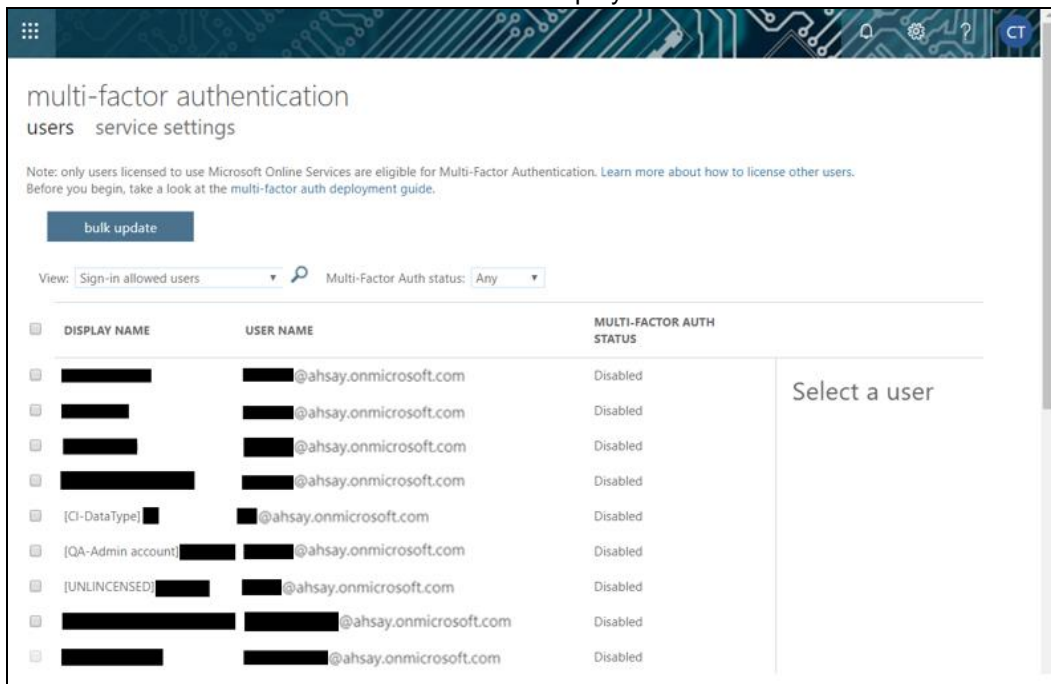 CT
multi-factor authentication
users service settings
Note: only users licensed to use Microsoft Online Services are eligible for Multi-Factor Authentication. Learn more about how to license other users.
Before you begin, take a look at the multi-factor auth deployment guide.
bulk update
View: Sign-in allowed users Multi-Factor Auth status: Any
DISPLAY NAME USER NAME MULTI-FACTOR AUTH
STATUS
@ahsay.onmicrosoft.com Disabled
Select a user
@ahsay.onmicrosoft.com Disabled
@ahsay.onmicrosoft.com Disabled
@ahsay.onmicrosoft.com Disabled
[CI-DataType] @ahsay.onmicrosoft.com Disabled
[QA-Admin account] @ahsay.onmicrosoft.com Disabled
[UNLINCENSED] @ahsay.onmicrosoft.com Disabled
@ahsay.onmicrosoft.com Disabled
@ahsay.onmicrosoft.com Disabled